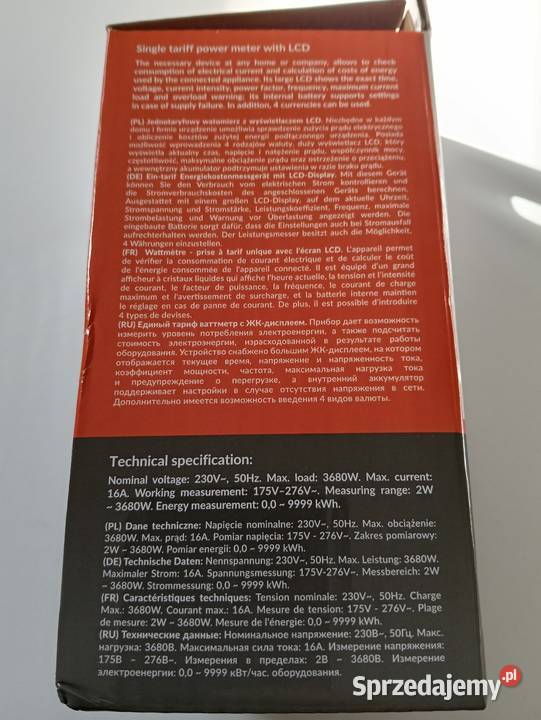 Single tariff power meter with LCD
The necessary device at any home or company, allows to check
consumption of electrical current and calculation of costs of energy
used by the connected appliance. Its large LCD shows the exact time,
voltage, current intensity, power factor, frequency, maximum current
load and overload warning; its internal battery supports settings
in case of supply failure. In addition, 4 currencies can be used.
(PL) Jednotaryfowy watomierz z wyświetlaczem LCD. Niezbędne w każdym
domu i firmie urządzenie umożliwia sprawdzenie zużycia prądu elektrycznego
i obliczenie kosztów zużytej energii podłączonego urządzenia. Posiada
możliwość wprowadzenia 4 rodzajów waluty, duży wyświetlacz LCD, który
wyświetla aktualny czas, napięcie i natężenie prądu, współczynnik mocy,
częstotliwość, maksymalne obciążenie prądu oraz ostrzeżenie o przeciążeniu,
a wewnętrzny akumulator podtrzymuje ustawienia w razie braku prądu.
(DE) Ein-tarif Energiekostenmessgerät mit LCD-Display. Mit diesem Gerät
können Sie den Verbrauch vom elektrischen Strom kontrollieren und
die Stromverbrauchskosten des angeschlossenen Geräts berechnen.
Ausgestattet mit einem großen LCD-Display, auf dem aktuelle Uhrzeit,
Stromspannung und Stromstärke, Leistungskoeffizient, Frequenz, maximale
Strombelastung und Warnung vor Überlastung angezeigt werden. Die
eingebaute Batterie sorgt dafür, dass die Einstellungen auch bei Stromausfall
aufrechterhalten werden. Der Leistungsmesser besitzt auch die Möglichkeit,
4 Währungen einzustellen.
(FR) Wattmètre - prise à tarif unique avec l'écran LCD. L'appareil permet
de vérifier la consommation de courant électrique et de calculer le coût
de l'énergie consommée de l'appareil connecté. Il est équipé d'un grand
afficheur à cristaux liquides qui affiche l'heure actuelle, la tension et l'intensité
de courant, le facteur de puissance, la fréquence, le courant de charge
maximum et l'avertissement de surcharge, et la batterie interne maintien
le réglage en cas de panne de courant. De plus, il est possible d'introduire
4 types de devises.
(RU) Единый тариф ваттметр с ЖК-дисплеем. Прибор дает возможность
измерить уровень потребления электроенергии, а также подсчитать
стоимость электроэнергии, израсходованной в результате работы
оборудования. Устройство снабжено большим ЖК-дисплеем, на котором
отображается текущее время, напряжение и напряженность тока,
коэффициент мощности, частота, максимальная нагрузка тока
и предупреждение о перегрузке, а внутренний аккумулятор
поддерживает настройки в случае отсутствия напряжения в сети.
Дополнительно имеется возможность введения 4 видов валюты.
Technical specification:
Nominal voltage: 230V~, 50Hz. Max. load: 3680W. Max. current:
16A. Working measurement: 175V–276V~. Measuring range: 2W
~ 3680W. Energy measurement: 0,0 ~ 9999 kWh.
(PL) Dane techniczne: Napięcie nominalne: 230V~, 50Hz. Max. obciążenie:
3680W. Max. prąd: 16A. Pomiar napięcia: 175V - 276V~. Zakres pomiarowy:
2W ~ 3680W. Pomiar energii: 0,0 ~ 9999 kWh.
(DE) Technische Daten: Nennspannung: 230V~, 50Hz. Max. Leistung: 3680W.
Maximaler Strom: 16A. Spannungsmessung: 175V-276V~. Messbereich: 2W
~ 3680W. Strommessung: 0,0 ~ 9999 kWh.
(FR) Caractéristiques techniques: Tension nominale: 230V~, 50Hz. Charge
Max.: 3680W, Courant max.: 16A. Mesure de tension: 175V - 276V~. Plage
de mesure: 2W ~ 3680W. Mesure de l'énergie: 0,0 ~ 9999 kWh.
(RU) Технические данные: Номинальное напряжение: 230В~, 50Гц. Макс.
нагрузка: 3680В. Максимальная сила тока: 16А. Измерение напряжения:
175В – 276В~. Измерения в пределах: 2В ~ 3680В. Измерение
электроенергии: 0,0 ~ 9999 кВт/час. оборудования.
Sprzedajemy.pl